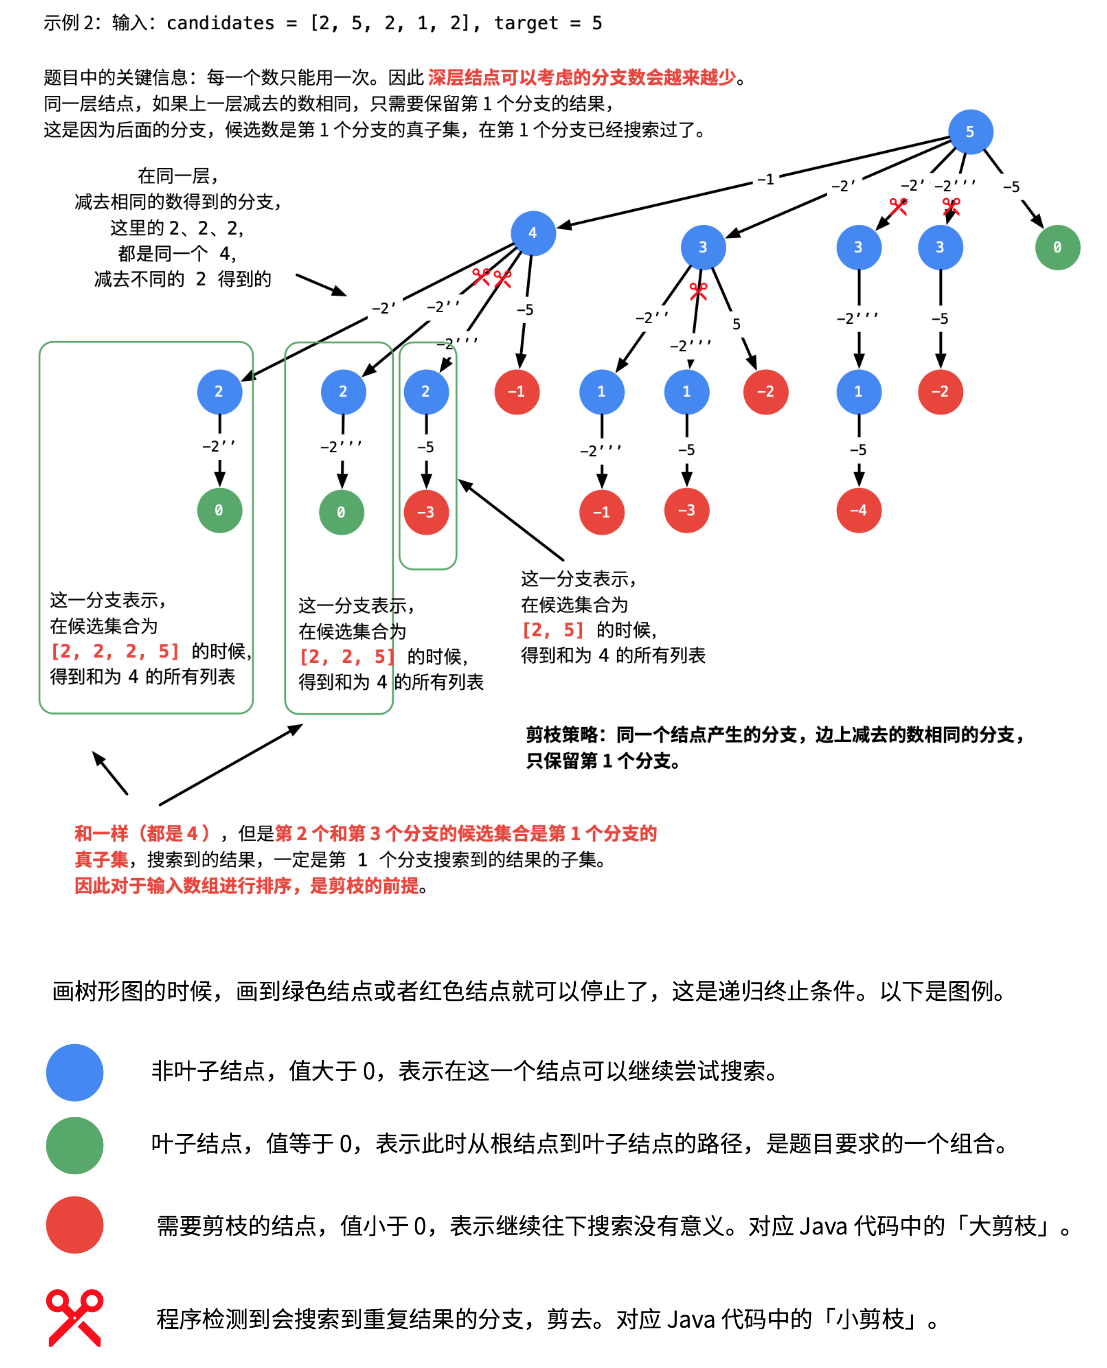 示例 2：输入：candidates = [2, 5, 2, 1, 2], target = 5
题目中的关键信息：每一个数只能用一次。因此 深层结点可以考虑的分支数会越来越少。
同一层结点，如果上一层减去的数相同，只需要保留第 1 个分支的结果，
这是因为后面的分支，候选数是第 1 个分支的真子集，在第 1 个分支已经搜索过了。
5
在同一层，
减去相同的数得到的分支，
这里的 2、2、2，
都是同一个 4，
减去不同的 2 得到的
-1
-2’
-2’
-2’’’
-5
4
3
3
3
0
-2’
-2’’
-2’’’
-5
-2’’
-2’’’
5
-2’’’
-5
2
2
2
-1
1
1
-2
1
-2
-2’’
-2’’’
-5
-2’’’
-5
-5
0
0
-3
-1
-3
-4
这一分支表示，
在候选集合为
[2, 2, 2, 5] 的时候，
得到和为 4 的所有列表
这一分支表示，
在候选集合为
[2, 2, 5] 的时候，
得到和为 4 的所有列表
这一分支表示，
在候选集合为
[2, 5] 的时候，
得到和为 4 的所有列表
剪枝策略：同一个结点产生的分支，边上减去的数相同的分支，
只保留第 1 个分支。
和一样（都是 4 ），但是第 2 个和第 3 个分支的候选集合是第 1 个分支的
真子集，搜索到的结果，一定是第 1 个分支搜索到的结果的子集。
因此对于输入数组进行排序，是剪枝的前提。
画树形图的时候，画到绿色结点或者红色结点就可以停止了，这是递归终止条件。以下是图例。
非叶子结点，值大于 0，表示在这一个结点可以继续尝试搜索。
叶子结点，值等于 0，表示此时从根结点到叶子结点的路径，是题目要求的一个组合。
需要剪枝的结点，值小于 0，表示继续往下搜索没有意义。对应 Java 代码中的「大剪枝」。
程序检测到会搜索到重复结果的分支，剪去。对应 Java 代码中的「小剪枝」。